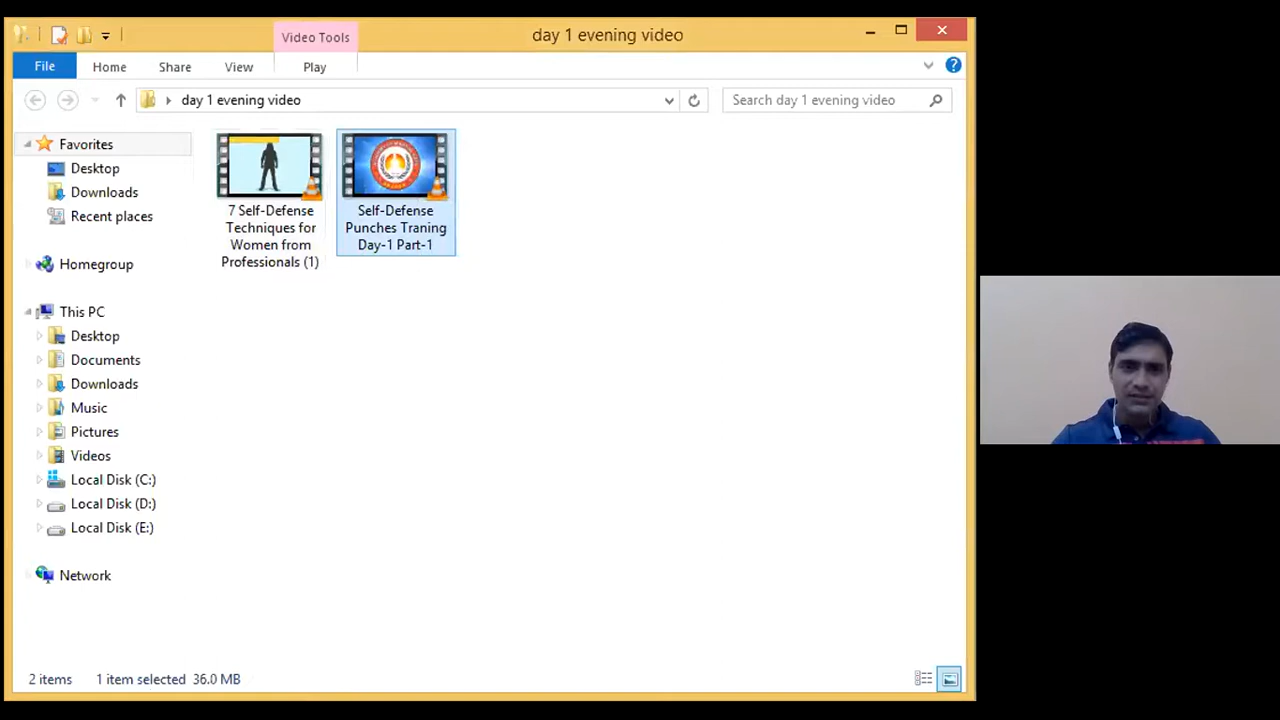 Video Tools
day 1 evening video
File
Home
Share
View
Play
day 1 evening video
Search day 1 evening video
Favorites
Desktop
Downloads
Recent places
Homegroup
This PC
Desktop
Documents
Downloads
Music
Pictures
Videos
Local Disk (C:)
Local Disk (D:)
Local Disk (E:)
Network
7 Self-Defense
Techniques for
Women from
Professionals (1)
Self-Defense
Punches Traning
Day-1 Part-1
2 items
1 item selected 36.0 MB